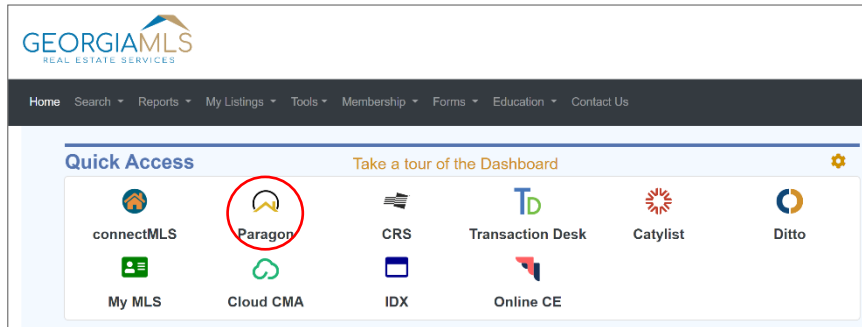 GEORGIAMLS
REAL ESTATE SERVICES
Home Search Reports My Listings Tools Membership Forms Education Contact Us
Quick Access Take a tour of the Dashboard
connectMLS Paragon CRS Transaction Desk Catylist Ditto
My MLS Cloud CMA IDX Online CE